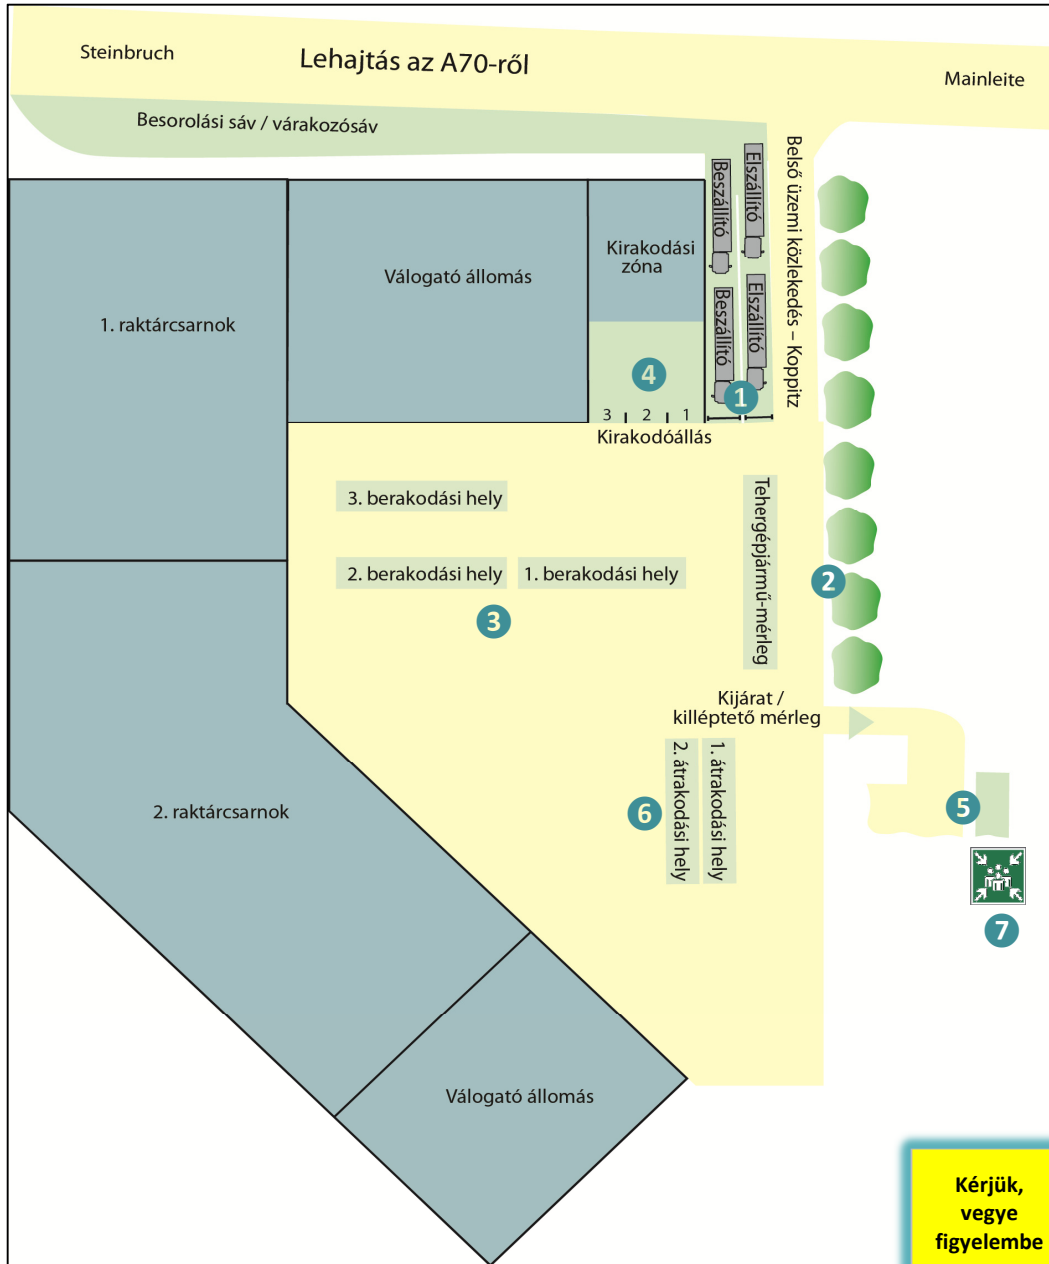 Steinbruch
Lehajtás az A70-ről
Mainleite
Besorolási sáv / várakozósáv
Beszállító
Elszállító
Beszállító
Elszállító
Belső üzemi közlekedés – Koppitz
1. raktárcsarnok
Válogató állomás
Kirakodási
zóna
4
1
3 2 1
Kirakodóállás
3. berakodási hely
2. berakodási hely
1. berakodási hely
3
Tehergépjármű-mérleg
2
Kijárat /
killéptető mérleg
2. raktárcsarnok
6
2. átrakodási hely
1. átrakodási hely
5
7
Válogató állomás
Kérjük,
vegye
figyelembe